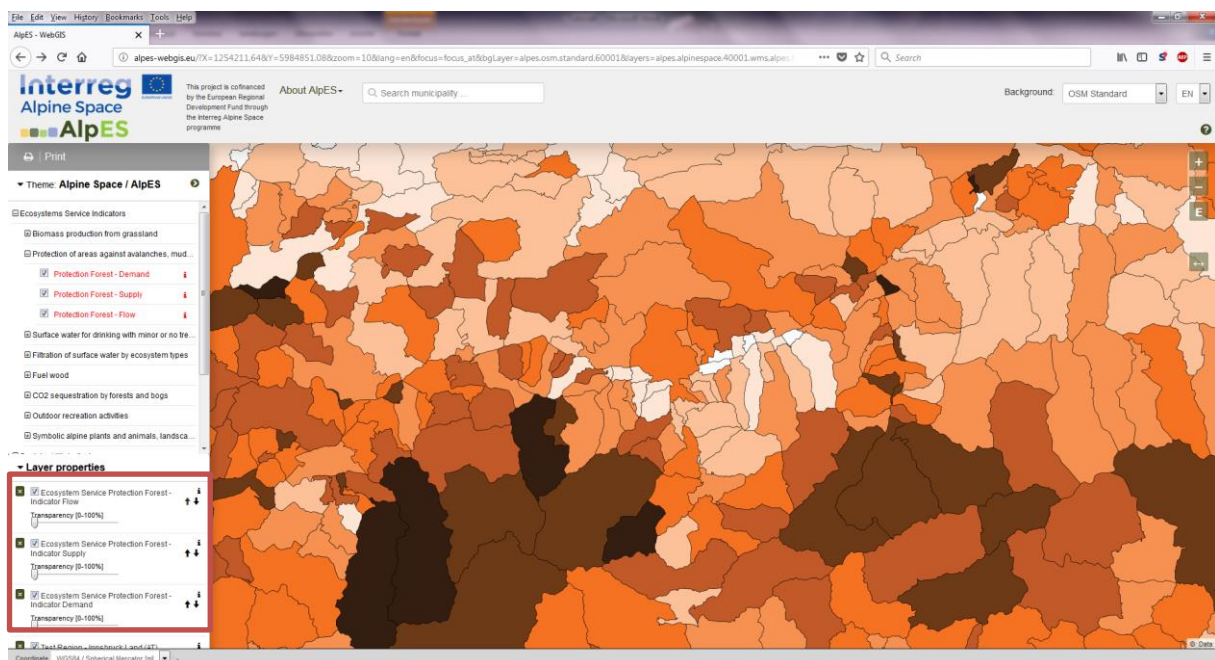 File Edit View History Bookmarks Tools Help
AlpES - WebGIS
alpes-webgis.eu/?X=1254211.64&Y=5984851.08&zoom=10&lang=en&focus=focus_at&bgLayer=alpes.osm.standard.60001&layers=alpes.alpinespace.40001.wms.alpes
Search
Interreg
Alpine Space
AlpES
EUROPEAN UNION
This project is cofinanced
by the European Regional
Development Fund through
the Interreg Alpine Space
programme
About AlpES
Search municipality ...
Background:
OSM Standard
EN
Print
Theme: Alpine Space / AlpES
Ecosystems Service Indicators
Biomass production from grassland
Protection of areas against avalanches, mud...
Protection Forest - Demand
Protection Forest - Supply
Protection Forest - Flow
Surface water for drinking with minor or no tre...
Filtration of surface water by ecosystem types
Fuel wood
CO2 sequestration by forests and bogs
Outdoor recreation activities
Symbolic alpine plants and animals, landsca...
Layer properties
Ecosystem Service Protection Forest -
Indicator Flow
Transparency [0-100%]
Ecosystem Service Protection Forest -
Indicator Supply
Transparency [0-100%]
Ecosystem Service Protection Forest -
Indicator Demand
Transparency [0-100%]
Test Region - Innsbruck Land (AT)
E
© Data
Coordinate WGS84 / Spherical Mercator